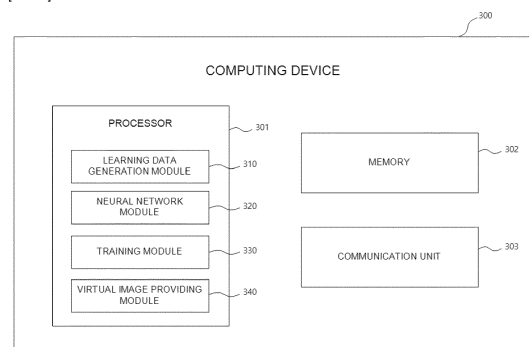 300
COMPUTING DEVICE
PROCESSOR
301
LEARNING DATA
GENERATION MODULE
310
NEURAL NETWORK
MODULE
320
TRAINING MODULE
330
VIRTUAL IMAGE PROVIDING
MODULE
340
MEMORY
302
COMMUNICATION UNIT
303